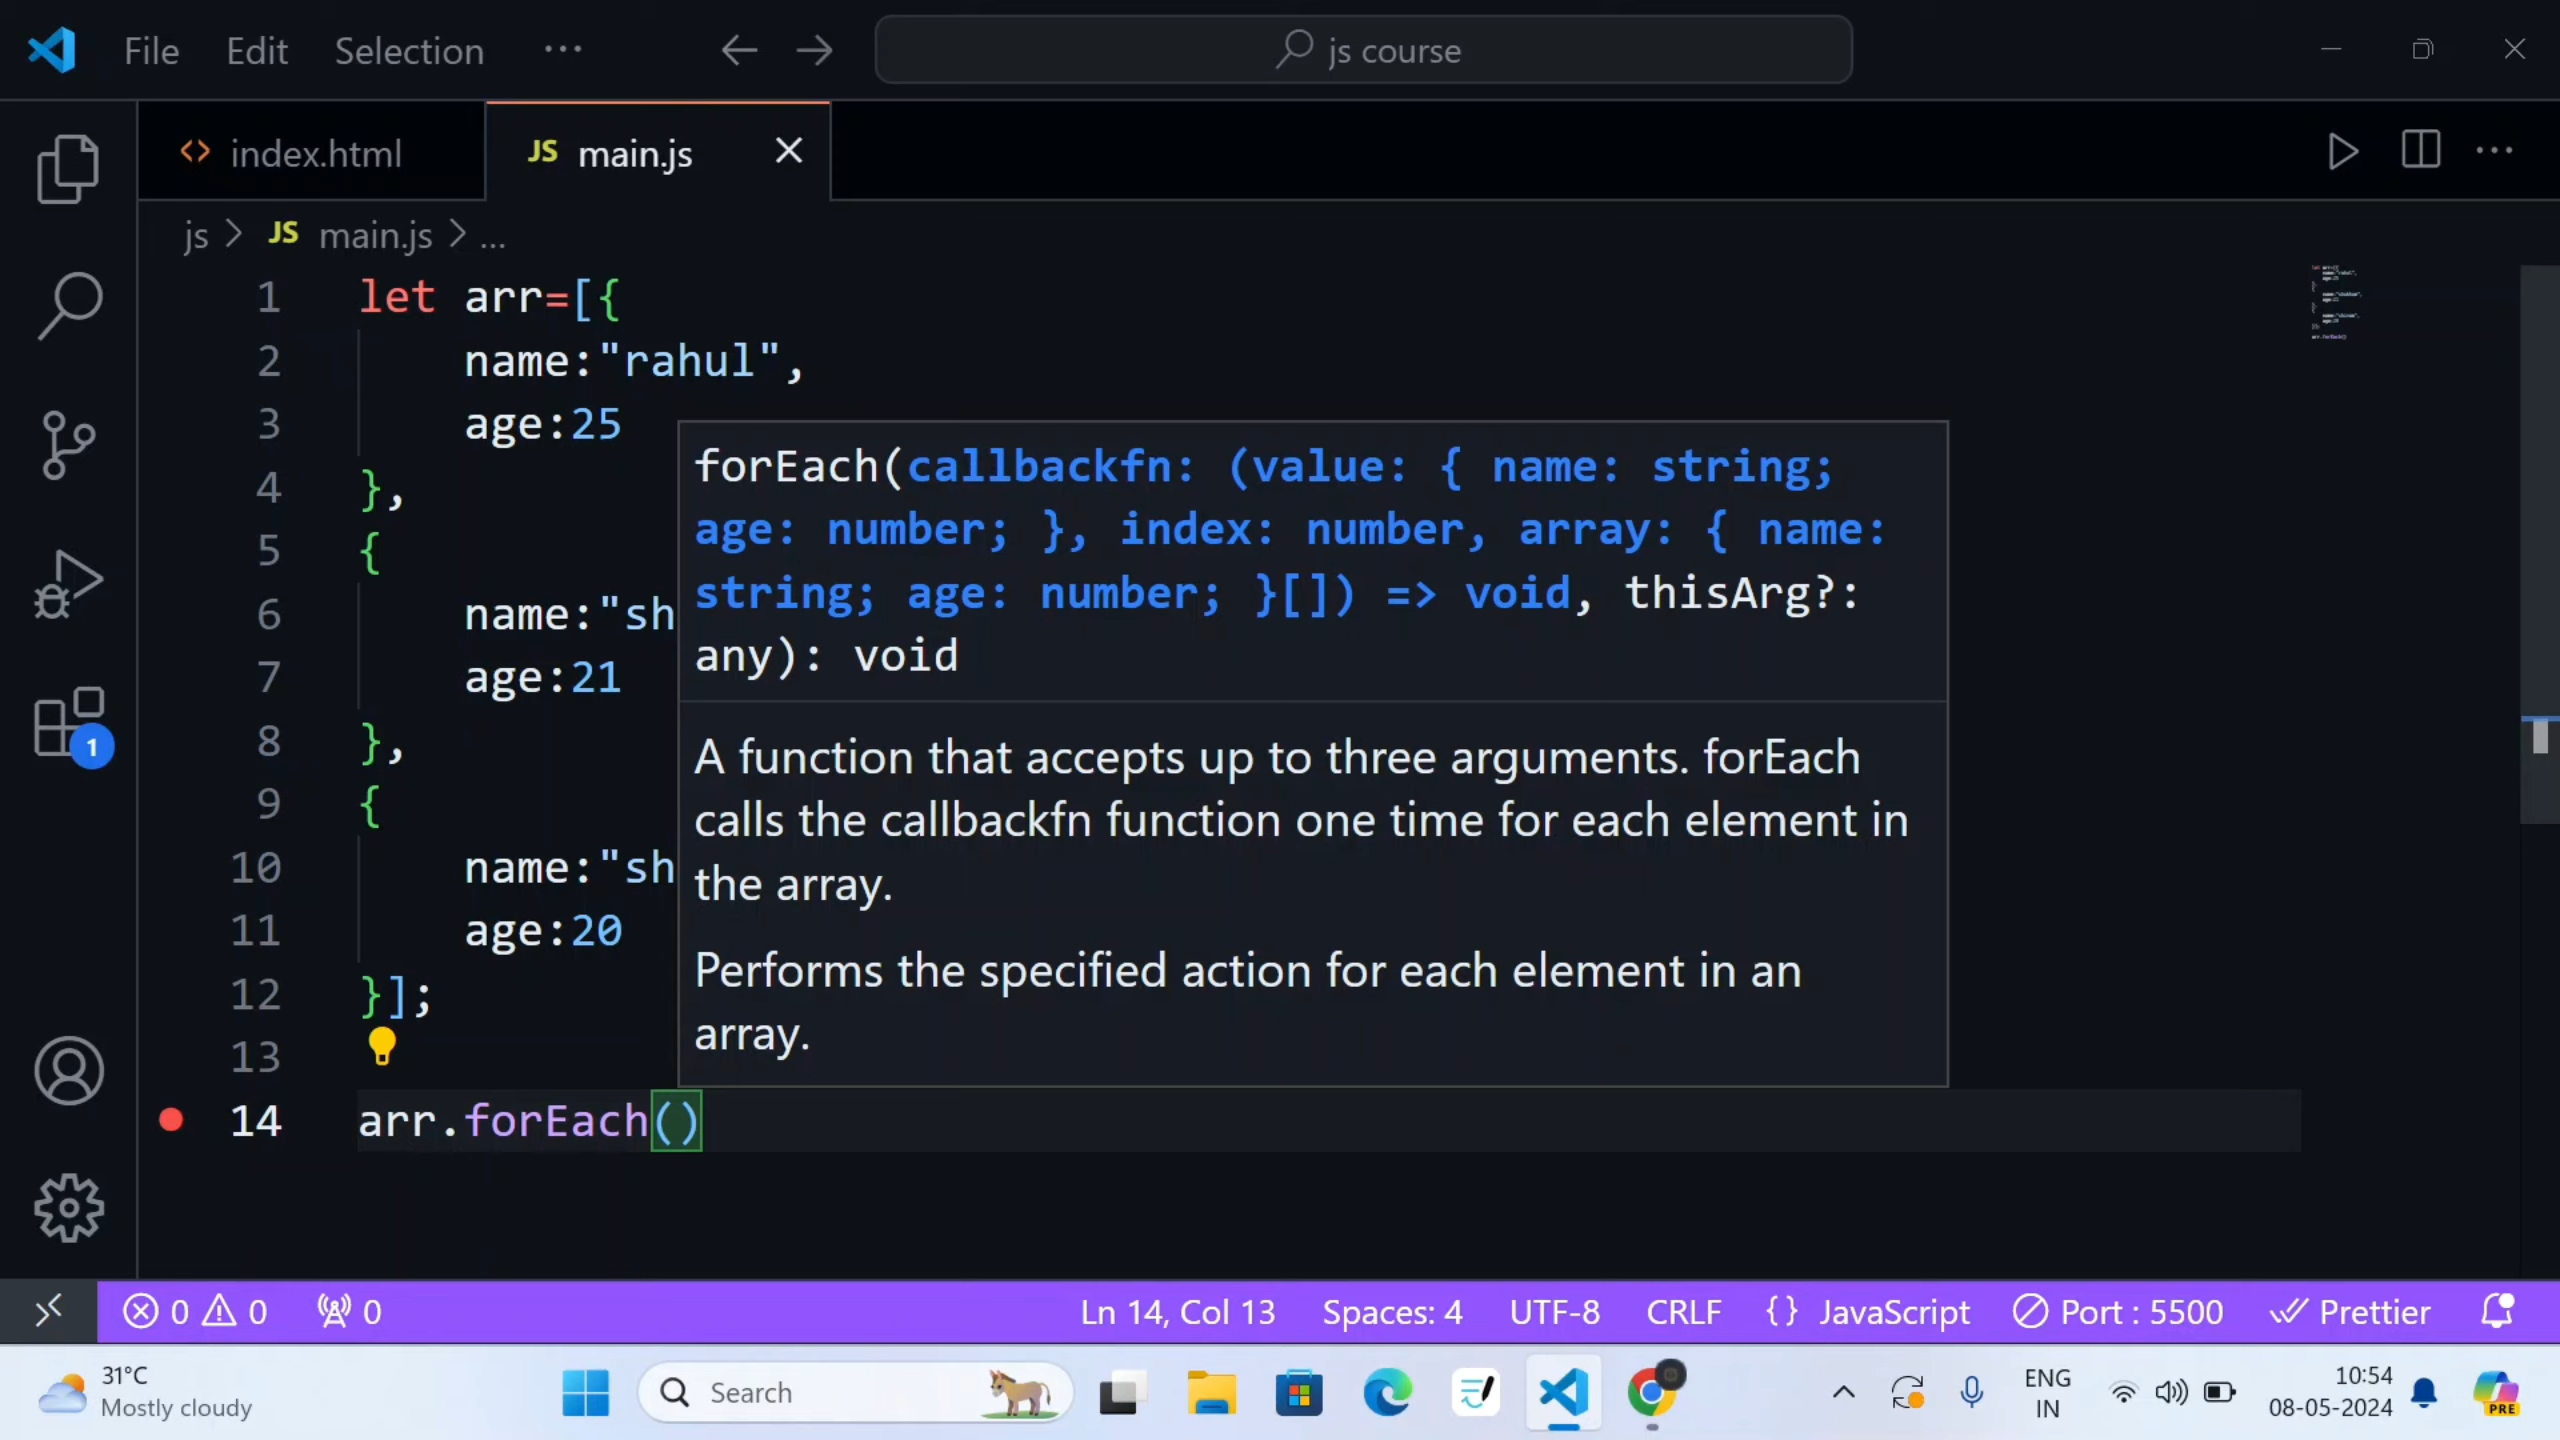 File Edit Selection ···
js course
index.html
JS main.js
js > JS main.js > ...
1 let arr=[{
2 name:"rahul",
3 age:25
4 },
5 {
6 name:"sh
7 age:21
8 },
9 {
10 name:"sh
11 age:20
12 }];
13
14 arr.forEach()
forEach(callbackfn: (value: { name: string;
age: number; }, index: number, array: { name:
string; age: number; }[]) => void, thisArg?:
any): void
A function that accepts up to three arguments. forEach
calls the callbackfn function one time for each element in
the array.
Performs the specified action for each element in an
array.
1
0 0 0
Ln 14, Col 13 Spaces: 4 UTF-8 CRLF {} JavaScript Port : 5500 Prettier
31°C
Mostly cloudy
Search
ENG
IN
10:54
08-05-2024
PRE